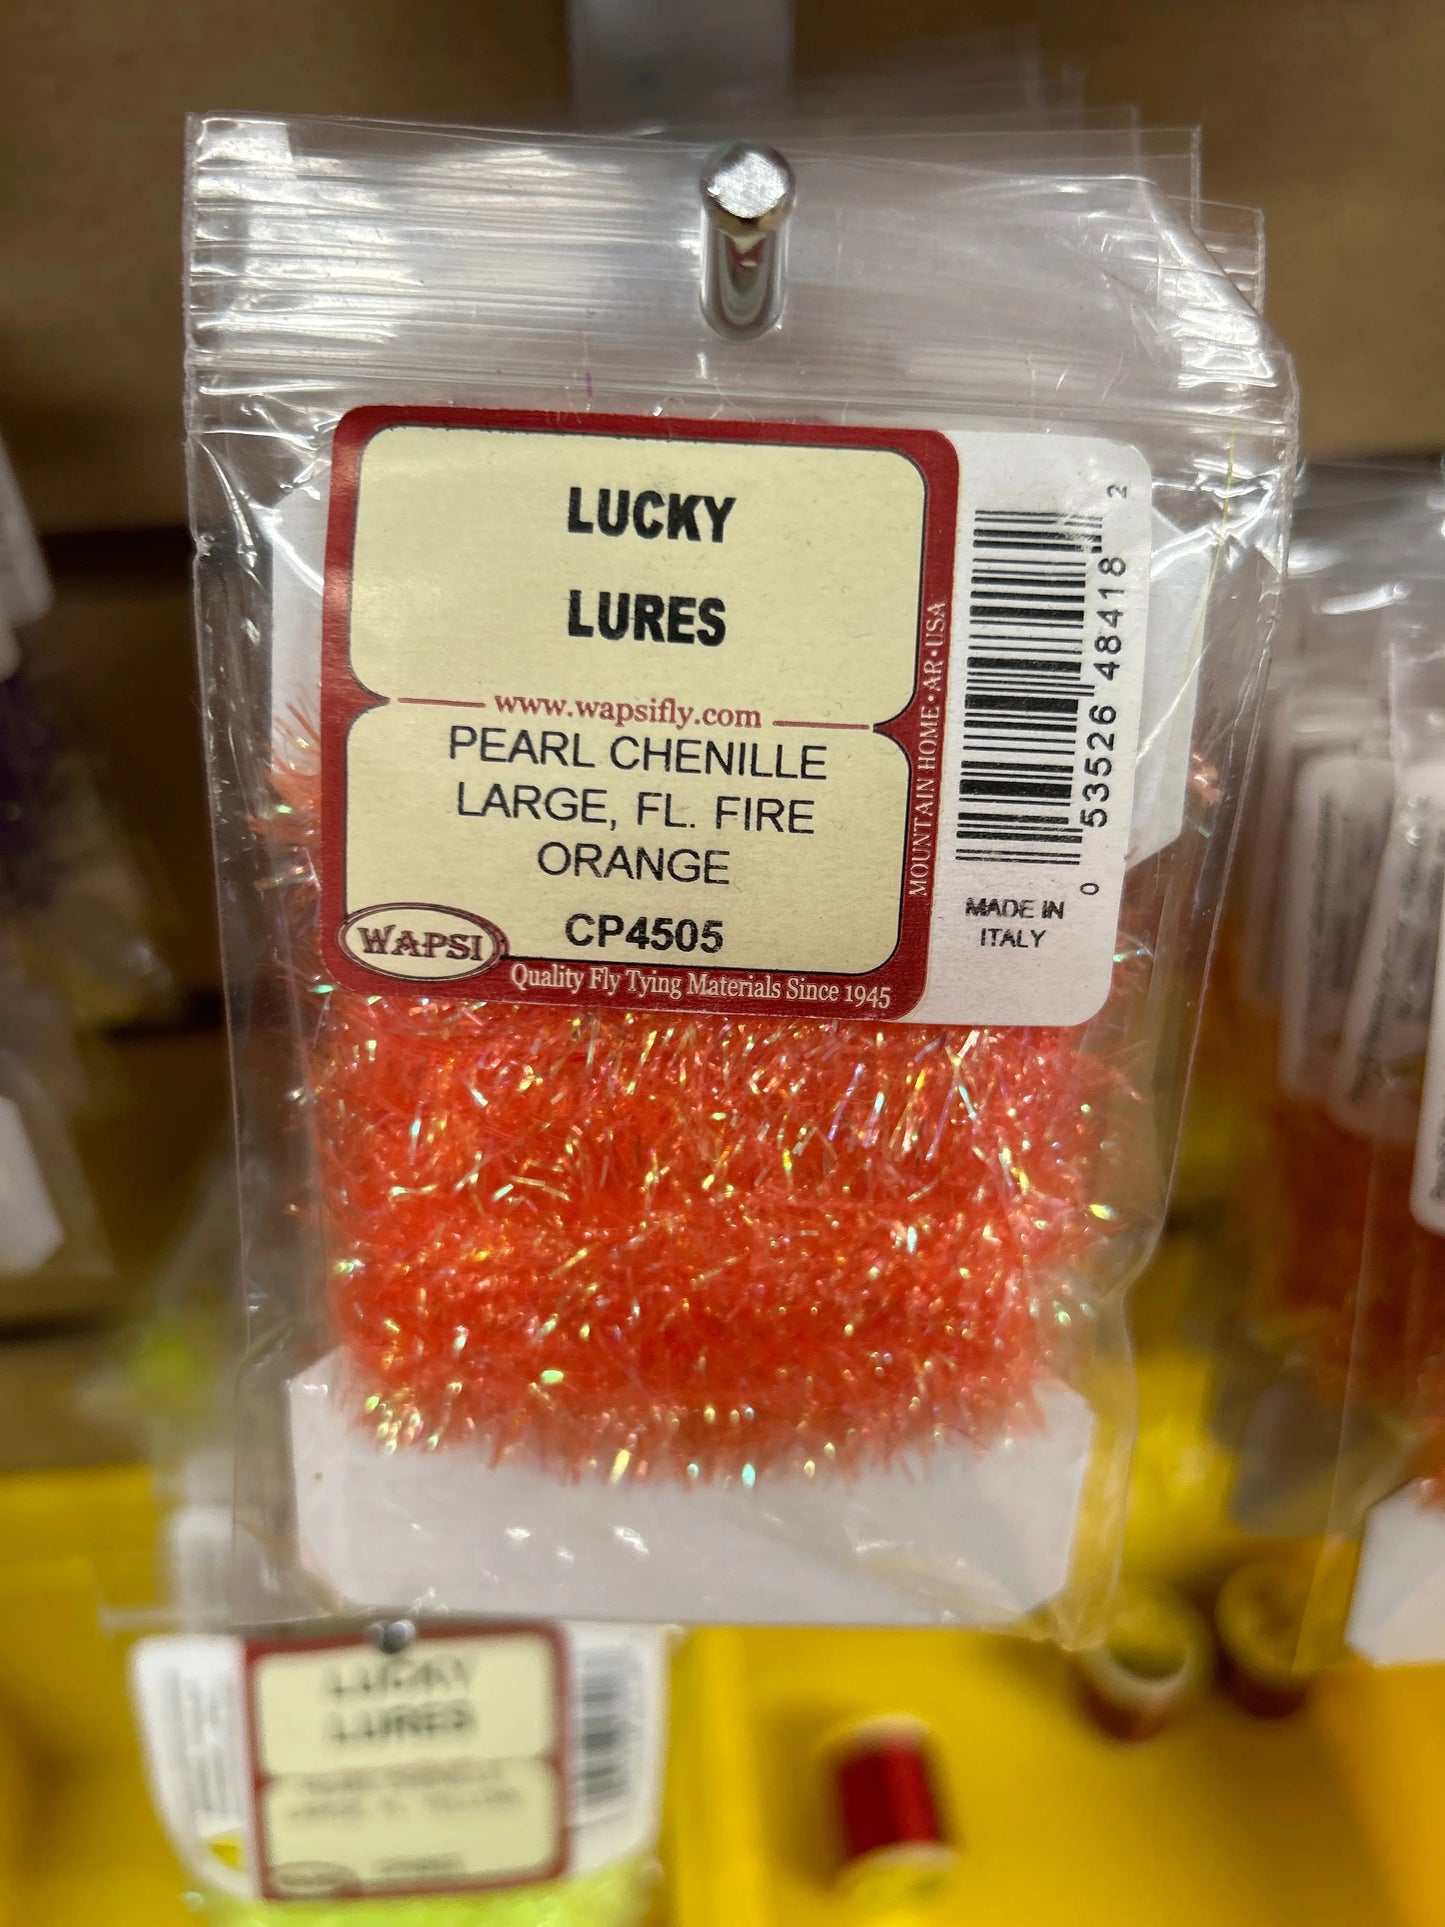 LUCKY
LURES
www.wapsifly.com
PEARL CHENILLE
LARGE, FL. FIRE
ORANGE
CP4505
WAPSI
Quality Fly Tying Materials Since 1945
MOUNTAIN HOME • AR • USA
0 53526 48418 2
MADE IN
ITALY
LUCKY
LURES